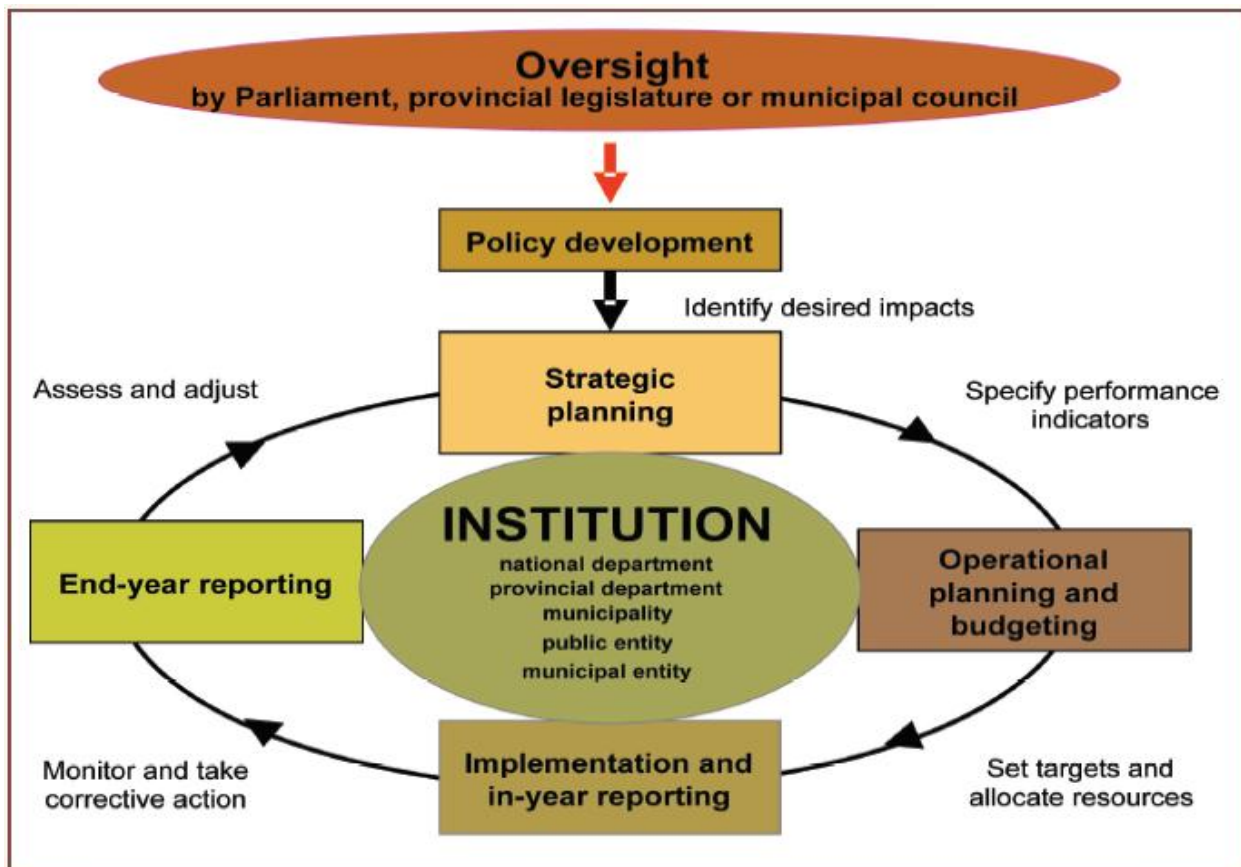 Oversight
by Parliament, provincial legislature or municipal council
Policy development
Identify desired impacts
Strategic
planning
Assess and adjust
Specify performance
indicators
INSTITUTION
national department
provincial department
municipality
public entity
municipal entity
End-year reporting
Operational
planning and
budgeting
Implementation and
in-year reporting
Monitor and take
corrective action
Set targets and
allocate resources